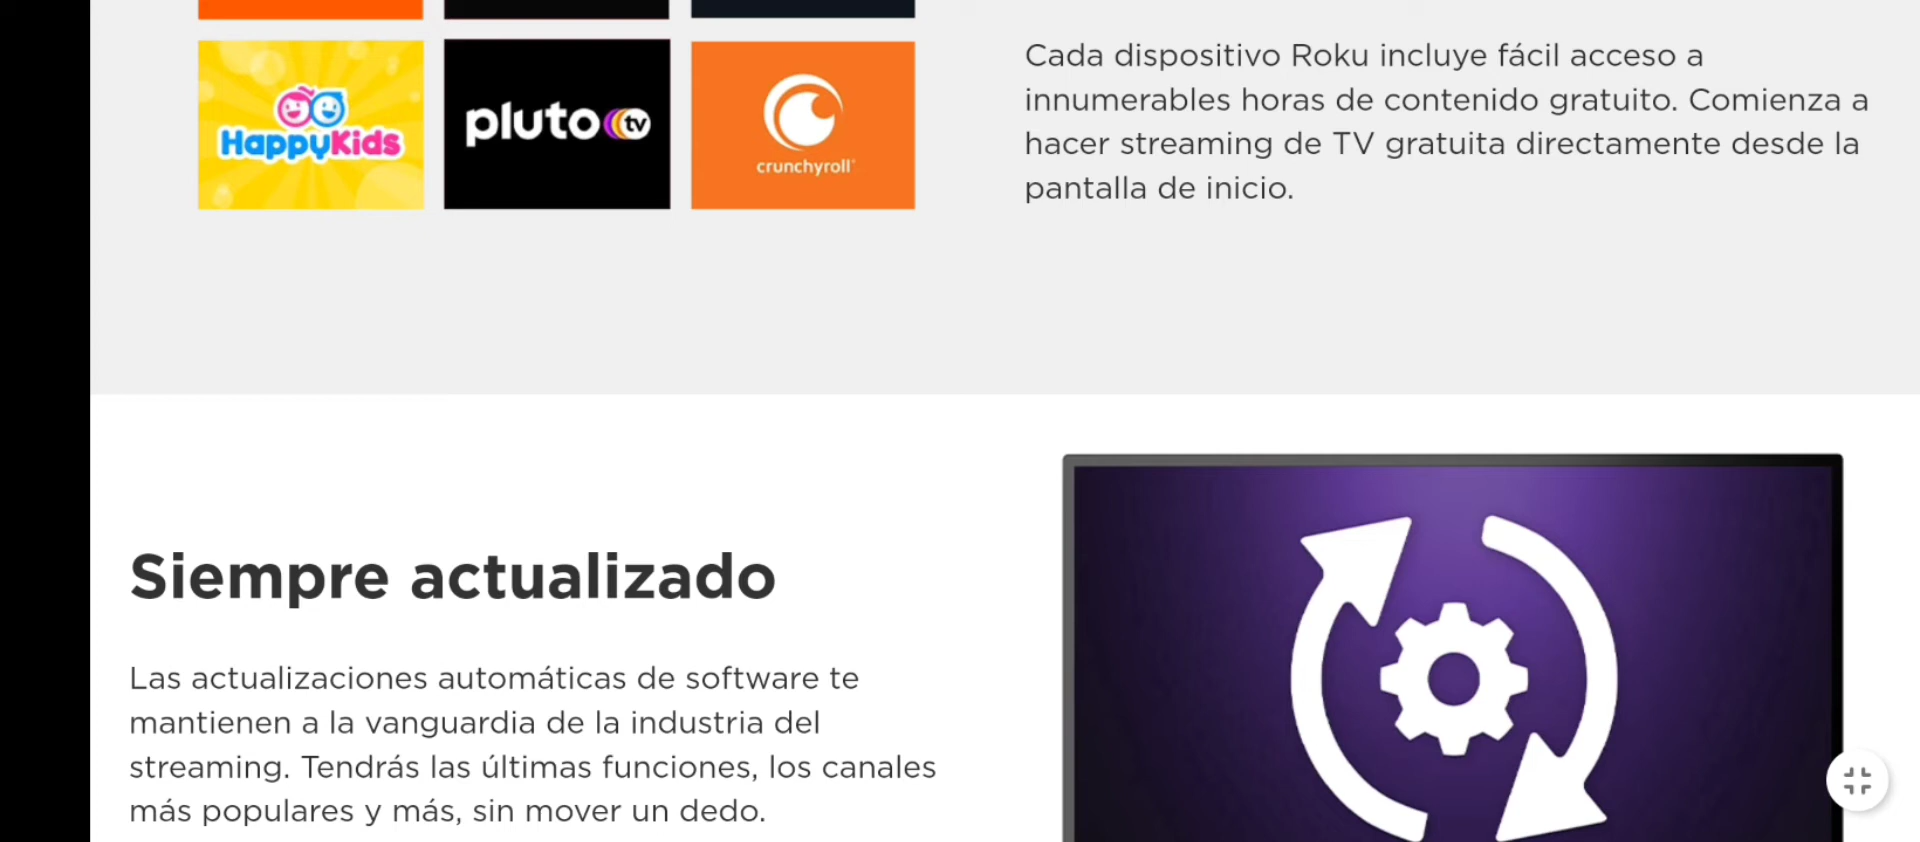 HappyKids
pluto tv
crunchyroll
Cada dispositivo Roku incluye fácil acceso a
innumerables horas de contenido gratuito. Comienza a
hacer streaming de TV gratuita directamente desde la
pantalla de inicio.
Siempre actualizado
Las actualizaciones automáticas de software te
mantienen a la vanguardia de la industria del
streaming. Tendrás las últimas funciones, los canales
más populares y más, sin mover un dedo.